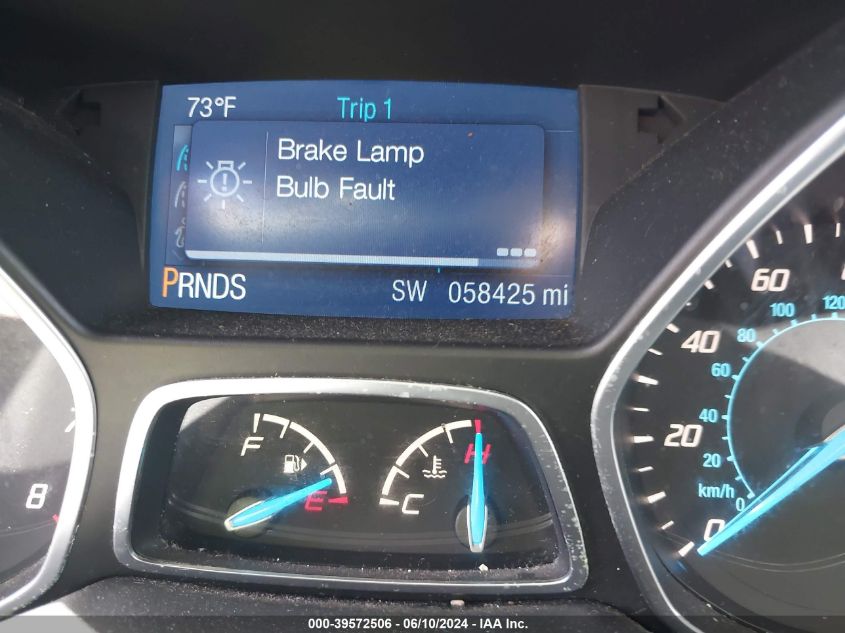 73°F Trip 1
Brake Lamp
Bulb Fault
PRNDS SW 058425 mi
60
100 120
80
40
60
F H
40
20
E C 20
8 km/h 0
0
000-39572506 - 06/10/2024 - IAA Inc.